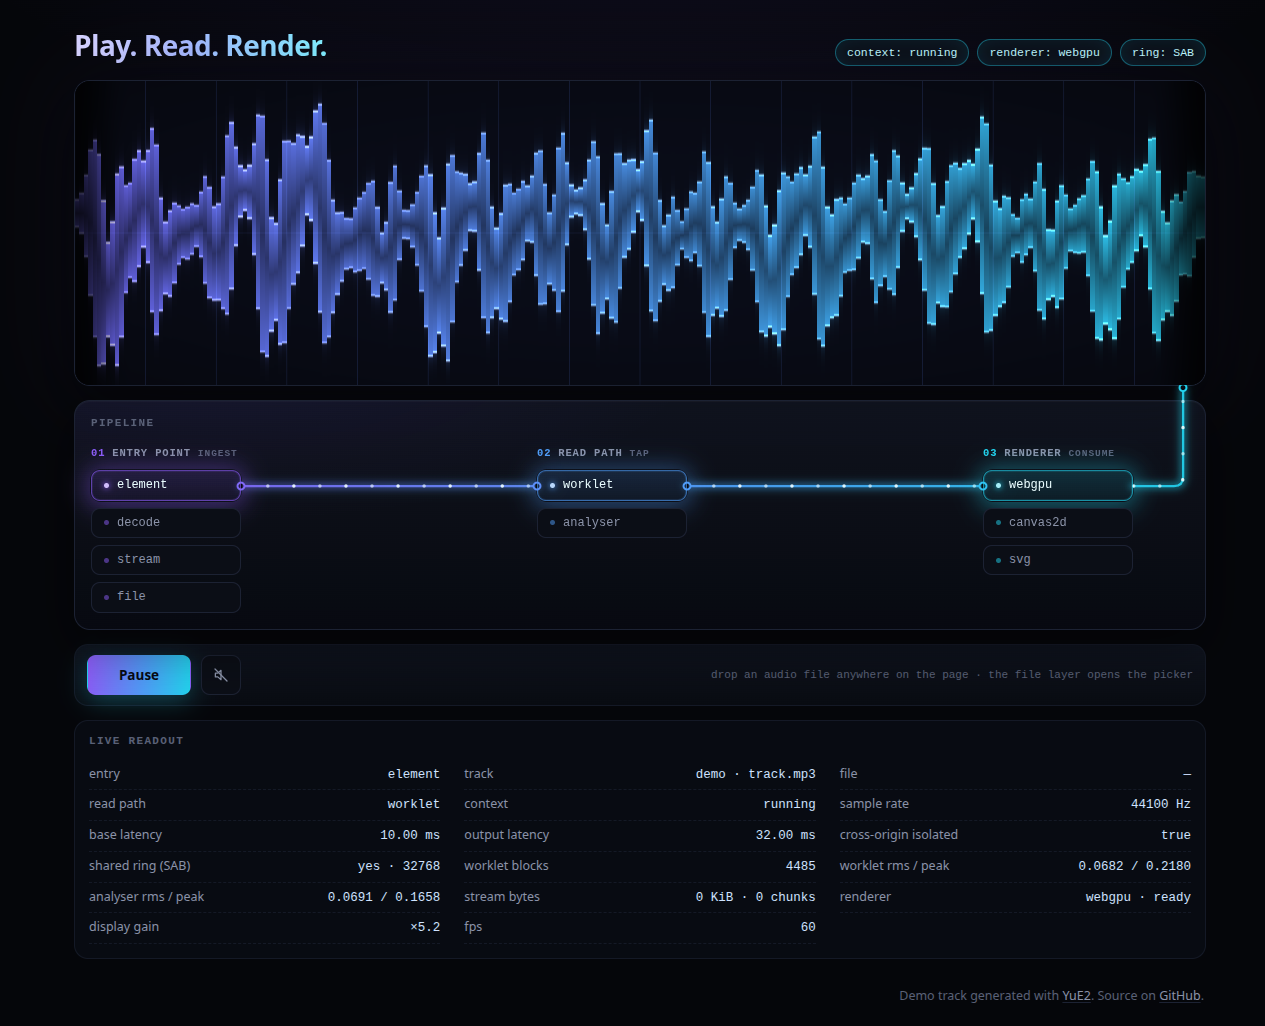 Play. Read. Render.
context: running
renderer: webgpu
ring: SAB
PIPELINE
01 ENTRY POINT INGEST
02 READ PATH TAP
03 RENDERER CONSUME
element
worklet
webgpu
decode
analyser
canvas2d
stream
svg
file
Pause
drop an audio file anywhere on the page · the file layer opens the picker
LIVE READOUT
entry element
track demo · track.mp3
file —
read path worklet
context running
sample rate 44100 Hz
base latency 10.00 ms
output latency 32.00 ms
cross-origin isolated true
shared ring (SAB) yes · 32768
worklet blocks 4485
worklet rms / peak 0.0682 / 0.2180
analyser rms / peak 0.0691 / 0.1658
stream bytes 0 KiB · 0 chunks
renderer webgpu · ready
display gain ×5.2
fps 60
Demo track generated with YuE2. Source on GitHub.